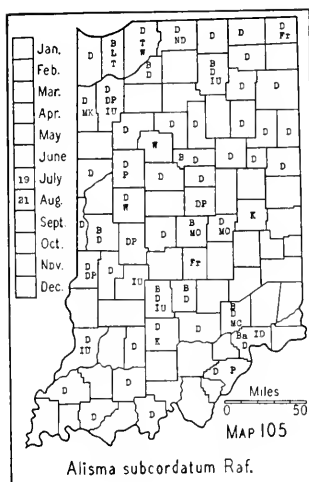 D
B
L
T
D
T
W
D
ND
D
D
D
Fr
B
D
B
D
IU
D
D
MK
D
DP
IU
D
D
D
D
D
D
W
B D
D
D
D
D
P
D
D
D
D
W
DP
D
B
D
DP
D
B
MO
D
MO
K
D
DP
IU
Fr
B
D
IU
B
D
B
D
MC
D
IU
D
D
K
D
Ba
D
ID
D
P
D
D
D
D
Jan.
Feb.
Mar.
Apr.
May
June
19 July
21 Aug.
Sept.
Oct.
Nov.
Dec.
Miles
0 50
MAP 105
Alisma subcordatum Raf.